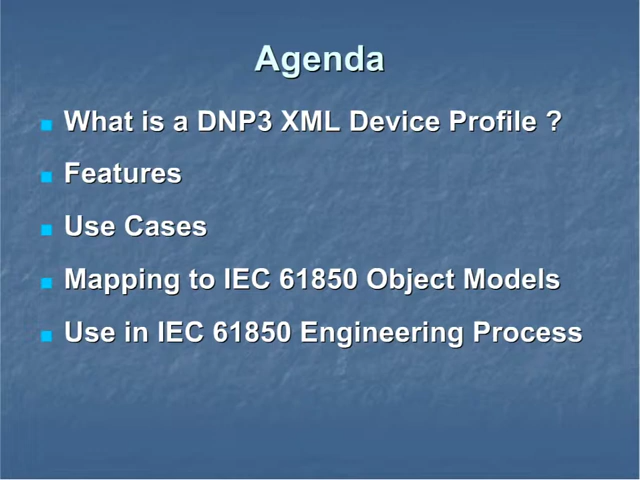 Agenda
What is a DNP3 XML Device Profile ?
Features
Use Cases
Mapping to IEC 61850 Object Models
Use in IEC 61850 Engineering Process